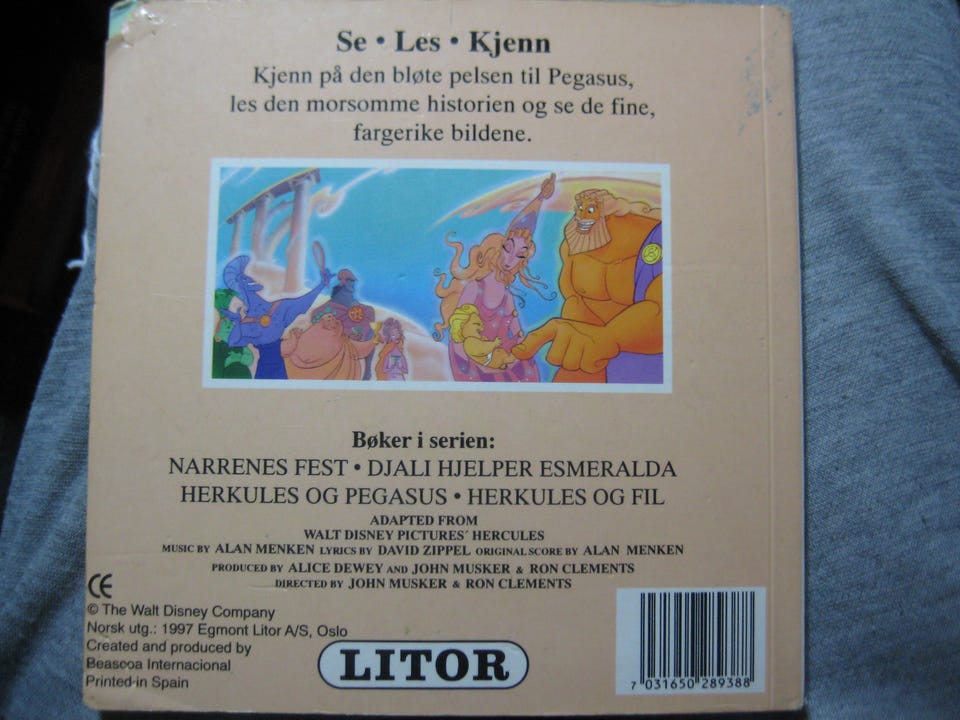 Se • Les • Kjenn
Kjenn på den bløte pelsen til Pegasus,
les den morsomme historien og se de fine,
fargerike bildene.
Bøker i serien:
NARRENES FEST • DJALI HJELPER ESMERALDA
HERKULES OG PEGASUS • HERKULES OG FIL
ADAPTED FROM
WALT DISNEY PICTURES´ HERCULES
MUSIC BY ALAN MENKEN LYRICS BY DAVID ZIPPEL ORIGINAL SCORE BY ALAN MENKEN
PRODUCED BY ALICE DEWEY AND JOHN MUSKER & RON CLEMENTS
DIRECTED BY JOHN MUSKER & RON CLEMENTS
CE
© The Walt Disney Company
Norsk utg.: 1997 Egmont Litor A/S, Oslo
Created and produced by
Beascoa Internacional
Printed in Spain
LITOR
7 031650 289388